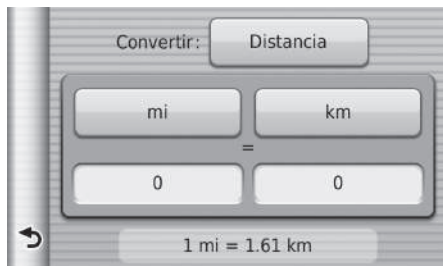 Convertir: Distancia
mi km
=
0 0
1 mi = 1.61 km